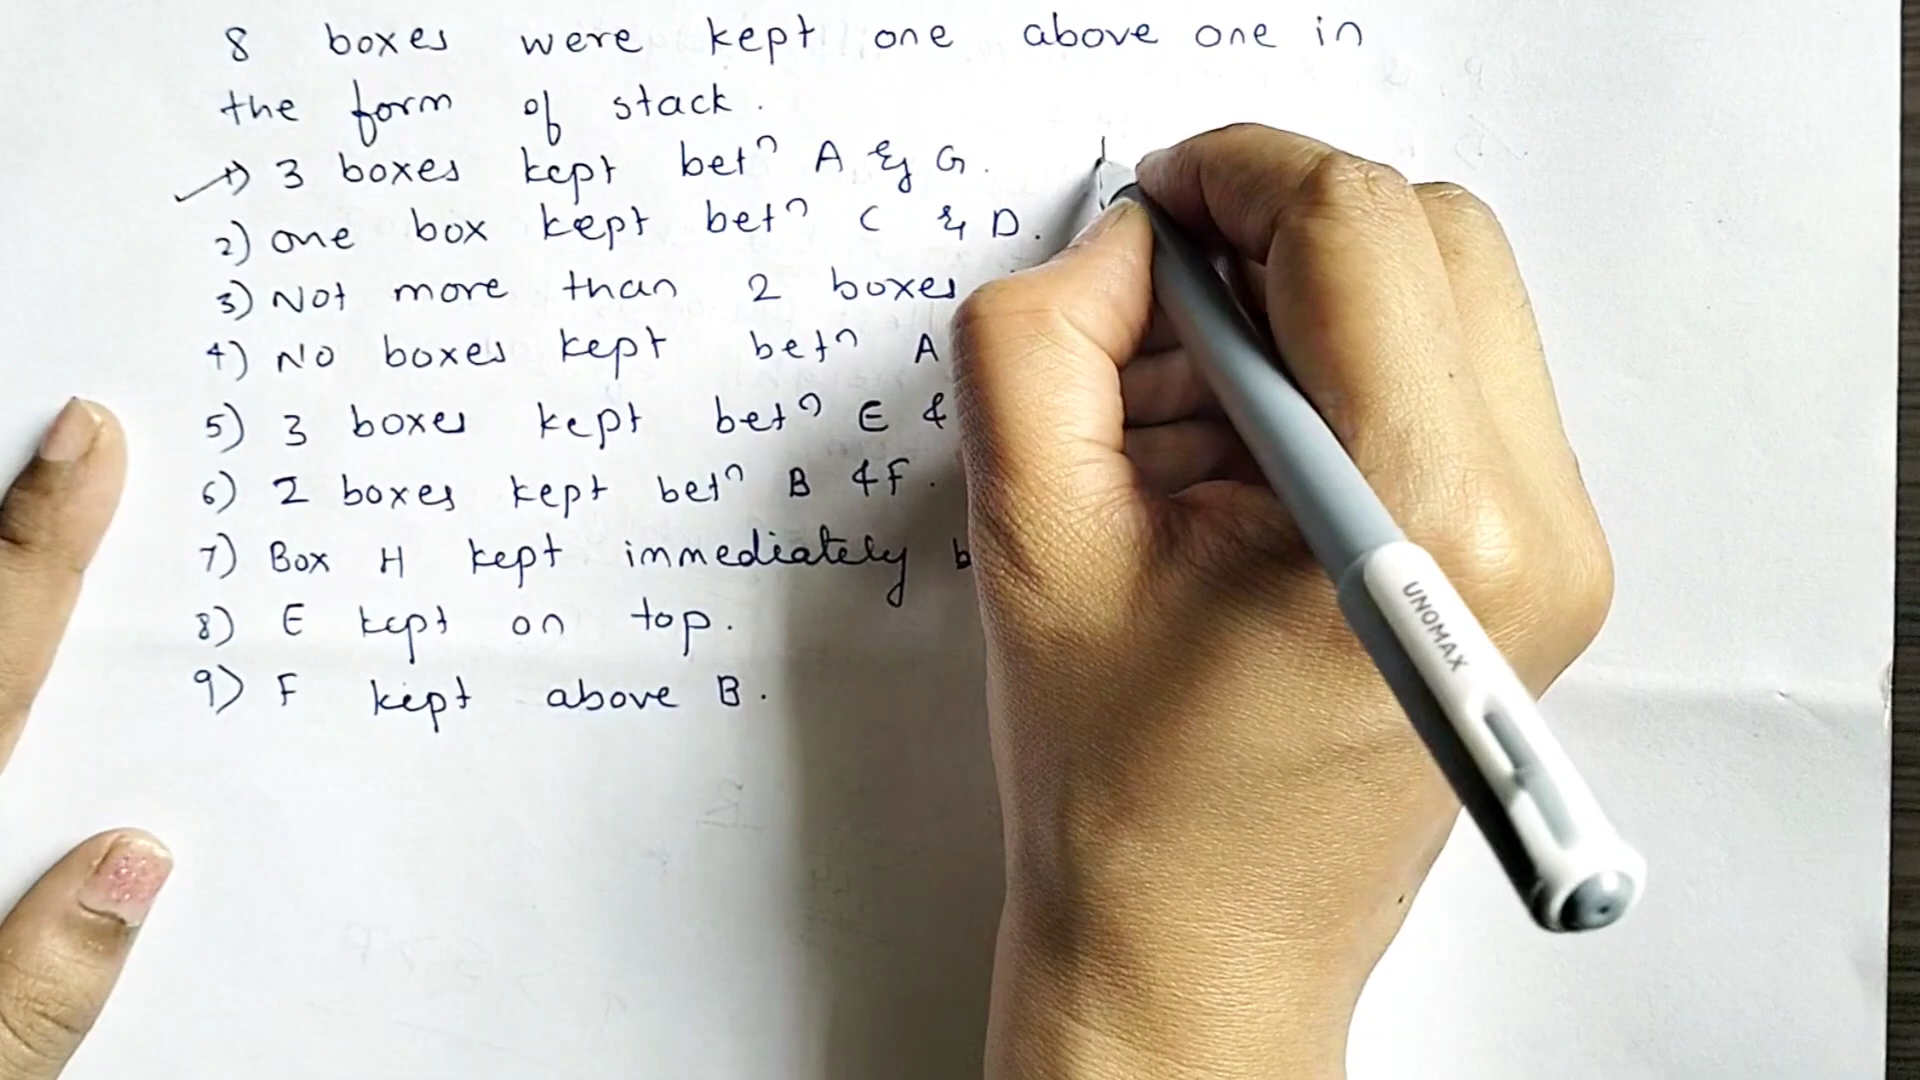 8 boxes were kept one above one in
the form of stack.
1) 3 boxes kept betn A & G.
2) one box kept betn C & D.
3) Not more than 2 boxes
4) No boxes kept betn A
5) 3 boxes kept betn E &
6) 2 boxes kept betn B & F.
7) Box H kept immediately b
8) E kept on top.
9) F kept above B.
UNOMAX